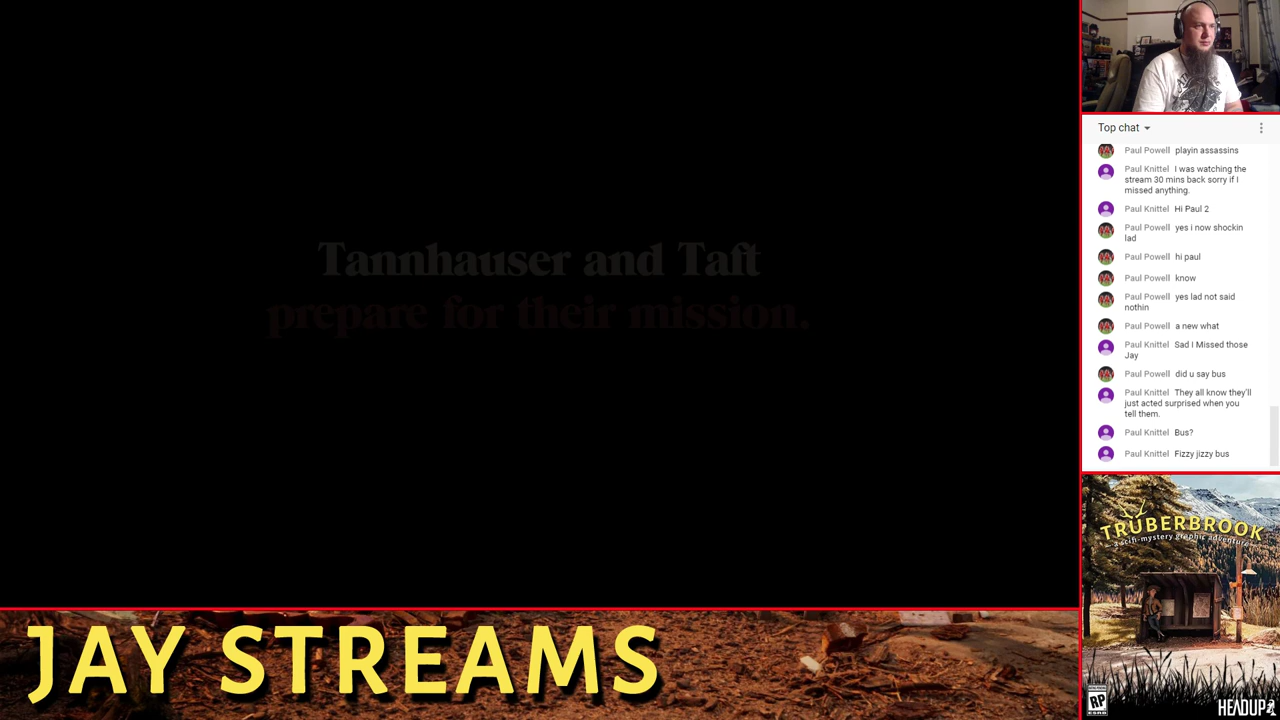 Tannhauser and Taft
prepare for their mission.
JAY STREAMS
Top chat
Paul Powell playin assassins
Paul Knittel I was watching the
stream 30 mins back sorry if I
missed anything.
Paul Knittel Hi Paul 2
Paul Powell yes i now shockin
lad
Paul Powell hi paul
Paul Powell know
Paul Powell yes lad not said
nothin
Paul Powell a new what
Paul Knittel Sad I Missed those
Jay
Paul Powell did u say bus
Paul Knittel They all know they'll
just acted surprised when you
tell them.
Paul Knittel Bus?
Paul Knittel Fizzy jizzy bus
TRÜBERBROOK
a sci-fi-mystery graphic adventure
RP
ESRB
HEADUP